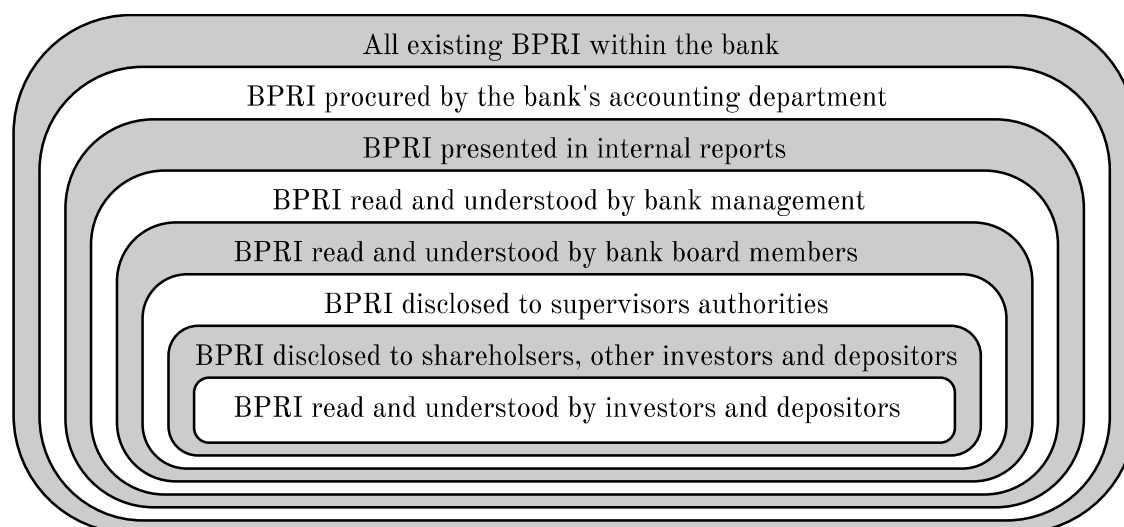 All existing BPRI within the bank
BPRI procured by the bank's accounting department
BPRI presented in internal reports
BPRI read and understood by bank management
BPRI read and understood by bank board members
BPRI disclosed to supervisors authorities
BPRI disclosed to shareholsers, other investors and depositors
BPRI read and understood by investors and depositors